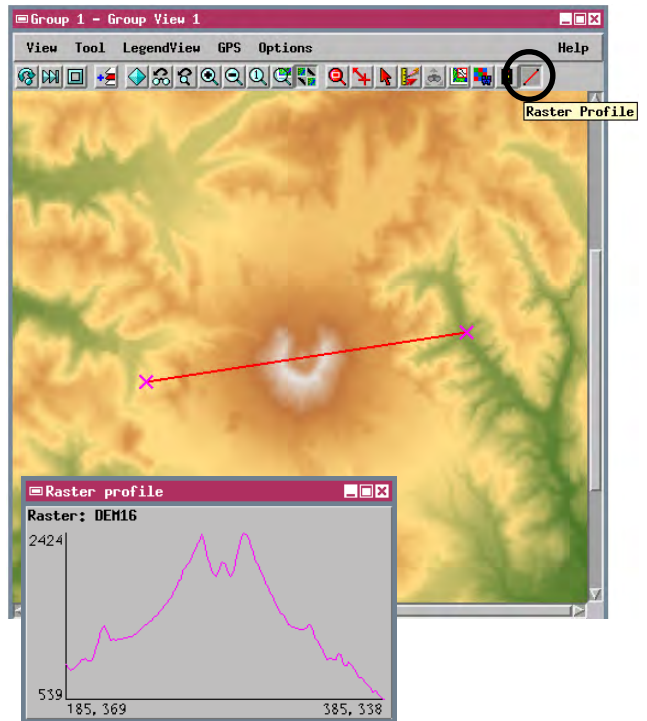 Group 1 - Group View 1
View Tool LegendView GPS Options Help
Raster Profile
Raster profile
Raster: DEM16
2424
539
185, 369 385, 338